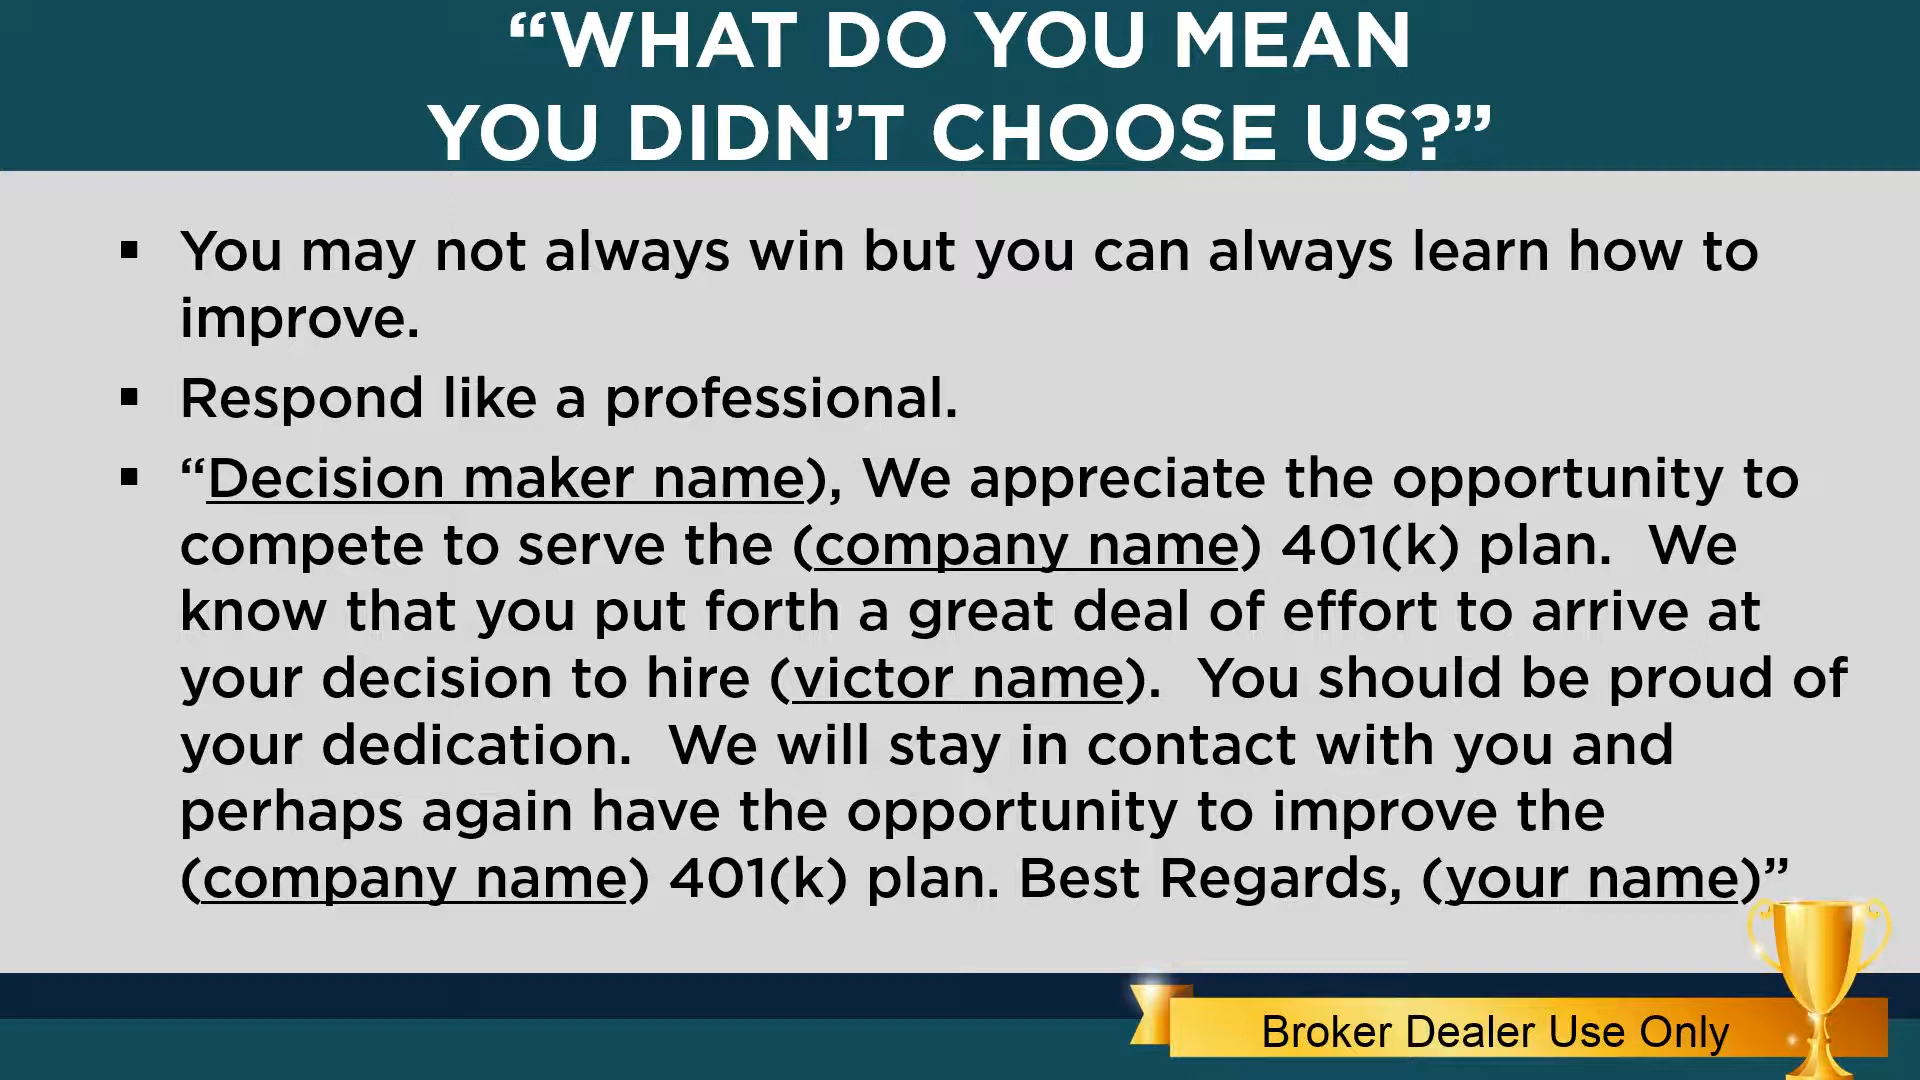 “WHAT DO YOU MEAN
YOU DIDN’T CHOOSE US?”
▪ You may not always win but you can always learn how to
improve.
▪ Respond like a professional.
▪ “Decision maker name), We appreciate the opportunity to
compete to serve the (company name) 401(k) plan.  We
know that you put forth a great deal of effort to arrive at
your decision to hire (victor name).  You should be proud of
your dedication.  We will stay in contact with you and
perhaps again have the opportunity to improve the
(company name) 401(k) plan. Best Regards, (your name)”
Broker Dealer Use Only